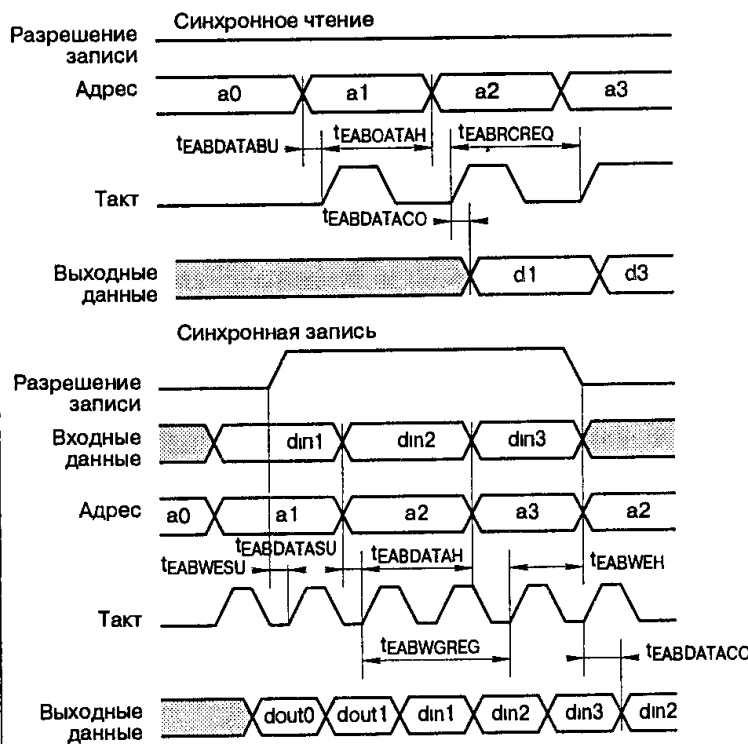 Синхронное чтение
Разрешение
записи
Адрес
a0
a1
a2
a3
tEABDATABU
tEABOATAH
tEABRCREQ
Такт
tEABDATACO
Выходные
данные
d1
d3
Синхронная запись
Разрешение
записи
Входные
данные
din1
din2
din3
Адрес
a0
a1
a2
a3
a2
tEABWESU
tEABDATASU
tEABDATAH
tEABWEH
Такт
tEABWGREG
tEABDATACO
Выходные
данные
dout0
dout1
din1
din2
din3
din2